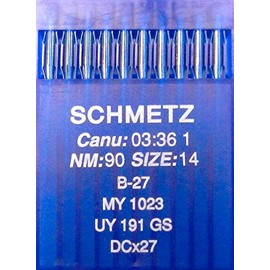 SCHMETZ
Canu: 03:36 1
NM:90 SIZE:14
B-27
MY 1023
UY 191 GS
DCx27